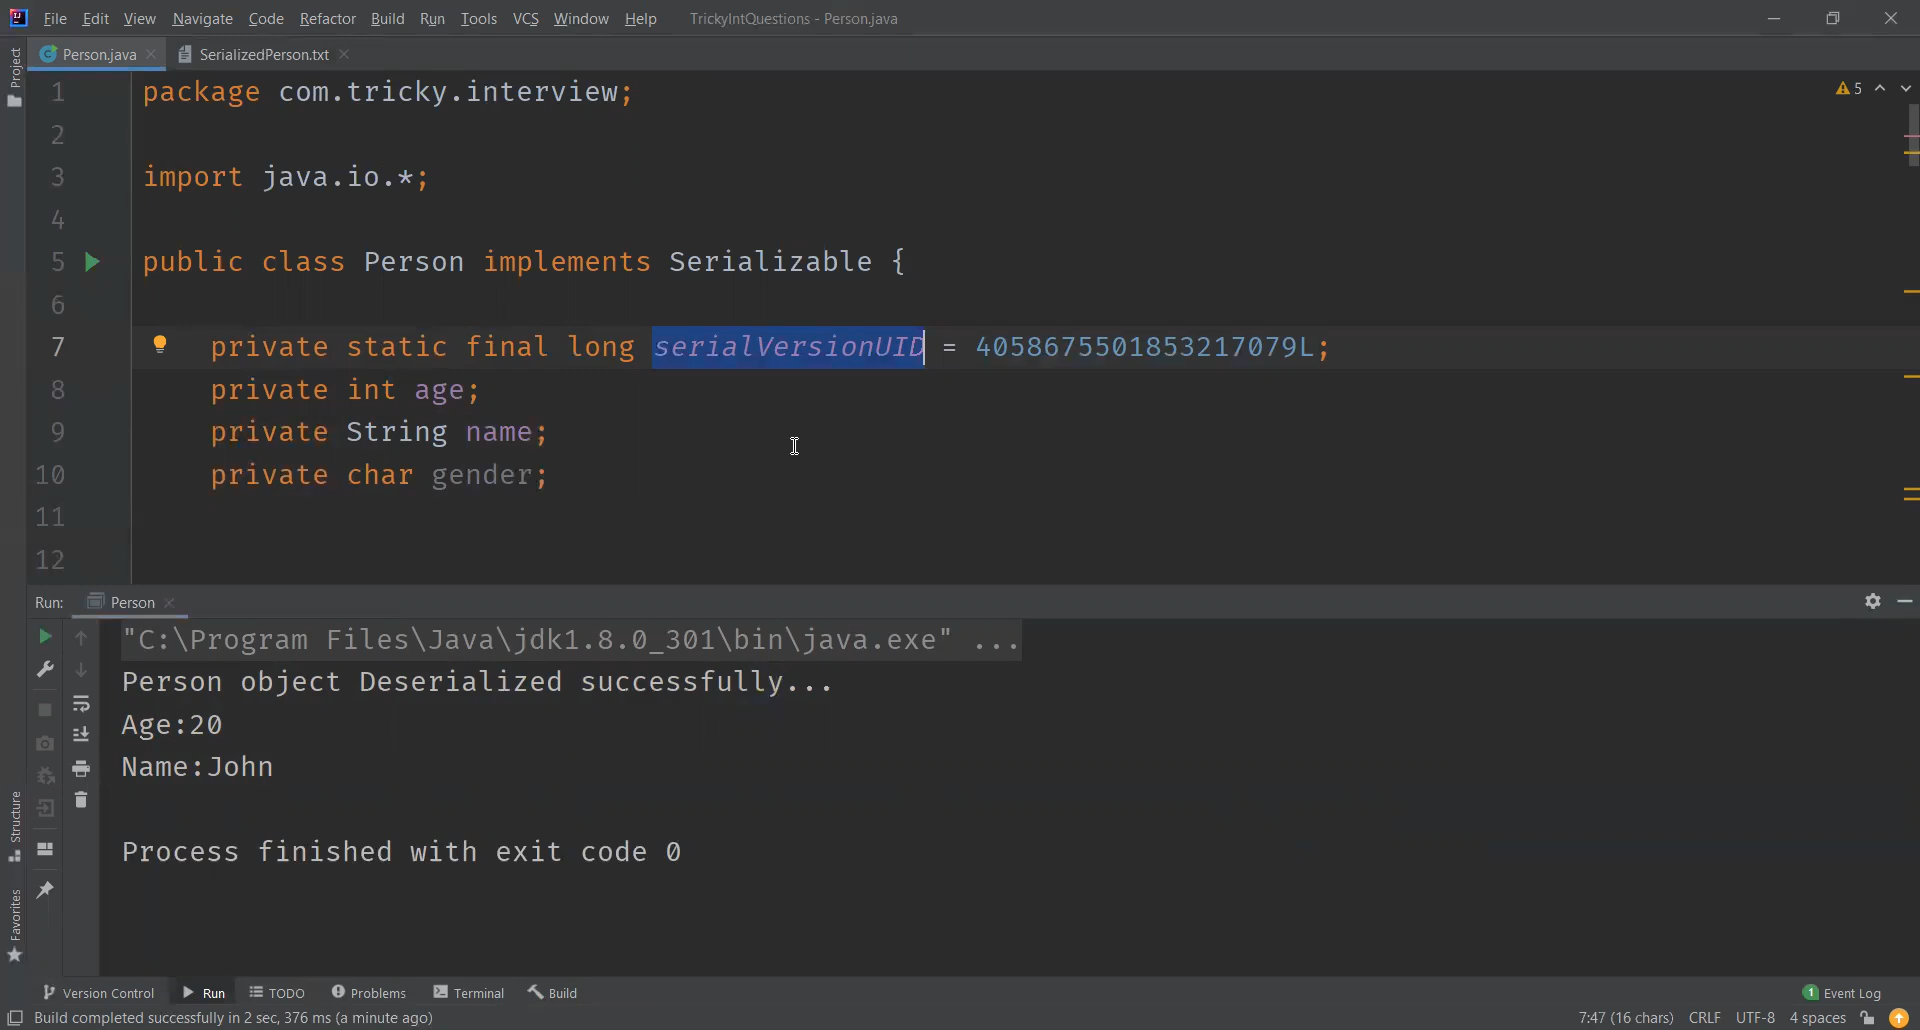 File Edit View Navigate Code Refactor Build Run Tools VCS Window Help TrickyIntQuestions - Person.java
Project
Person.java SerializedPerson.txt
1 package com.tricky.interview;
5
2
3 import java.io.*;
4
5 public class Person implements Serializable {
6
7 private static final long serialVersionUID = 4058675501853217079L;
8 private int age;
9 private String name;
10 private char gender;
11
12
Run: Person
"C:\Program Files\Java\jdk1.8.0_301\bin\java.exe" ...
Person object Deserialized successfully...
Age:20
Name:John
Process finished with exit code 0
Structure
Favorites
Version Control Run TODO Problems Terminal Build 1 Event Log
Build completed successfully in 2 sec, 376 ms (a minute ago) 7:47 (16 chars) CRLF UTF-8 4 spaces